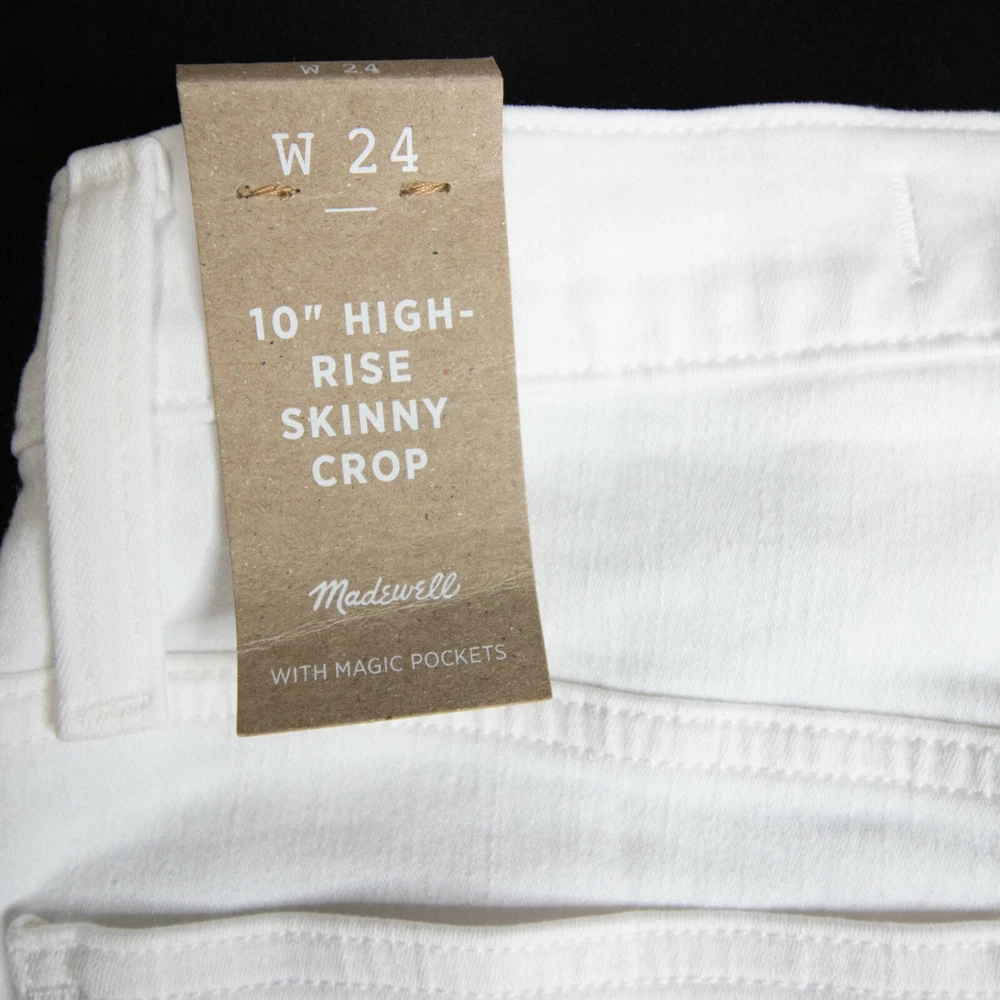 W 24
W 24
10" HIGH-
RISE
SKINNY
CROP
Madewell
WITH MAGIC POCKETS